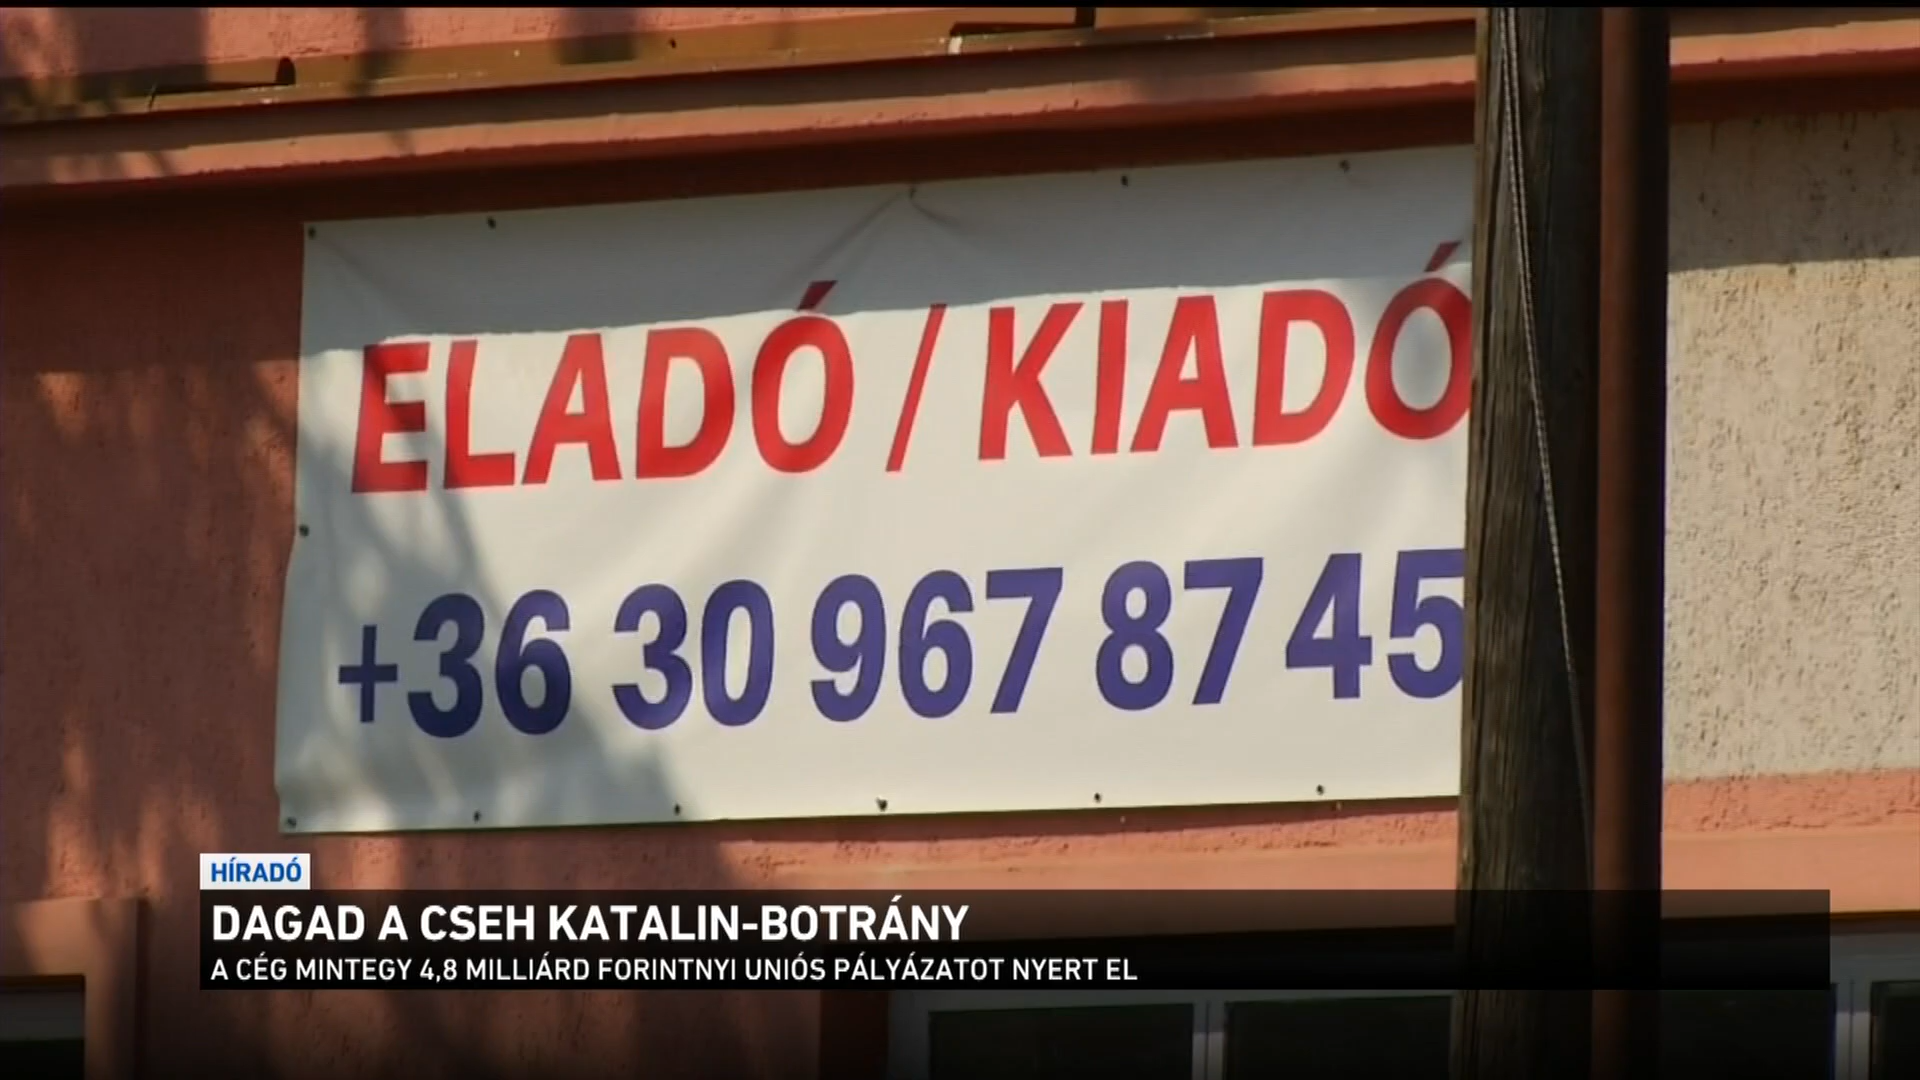 ELADÓ / KIADÓ
+36 30 967 87 45
HÍRADÓ
DAGAD A CSEH KATALIN-BOTRÁNY
A CÉG MINTEGY 4,8 MILLIÁRD FORINTNYI UNIÓS PÁLYÁZATOT NYERT EL